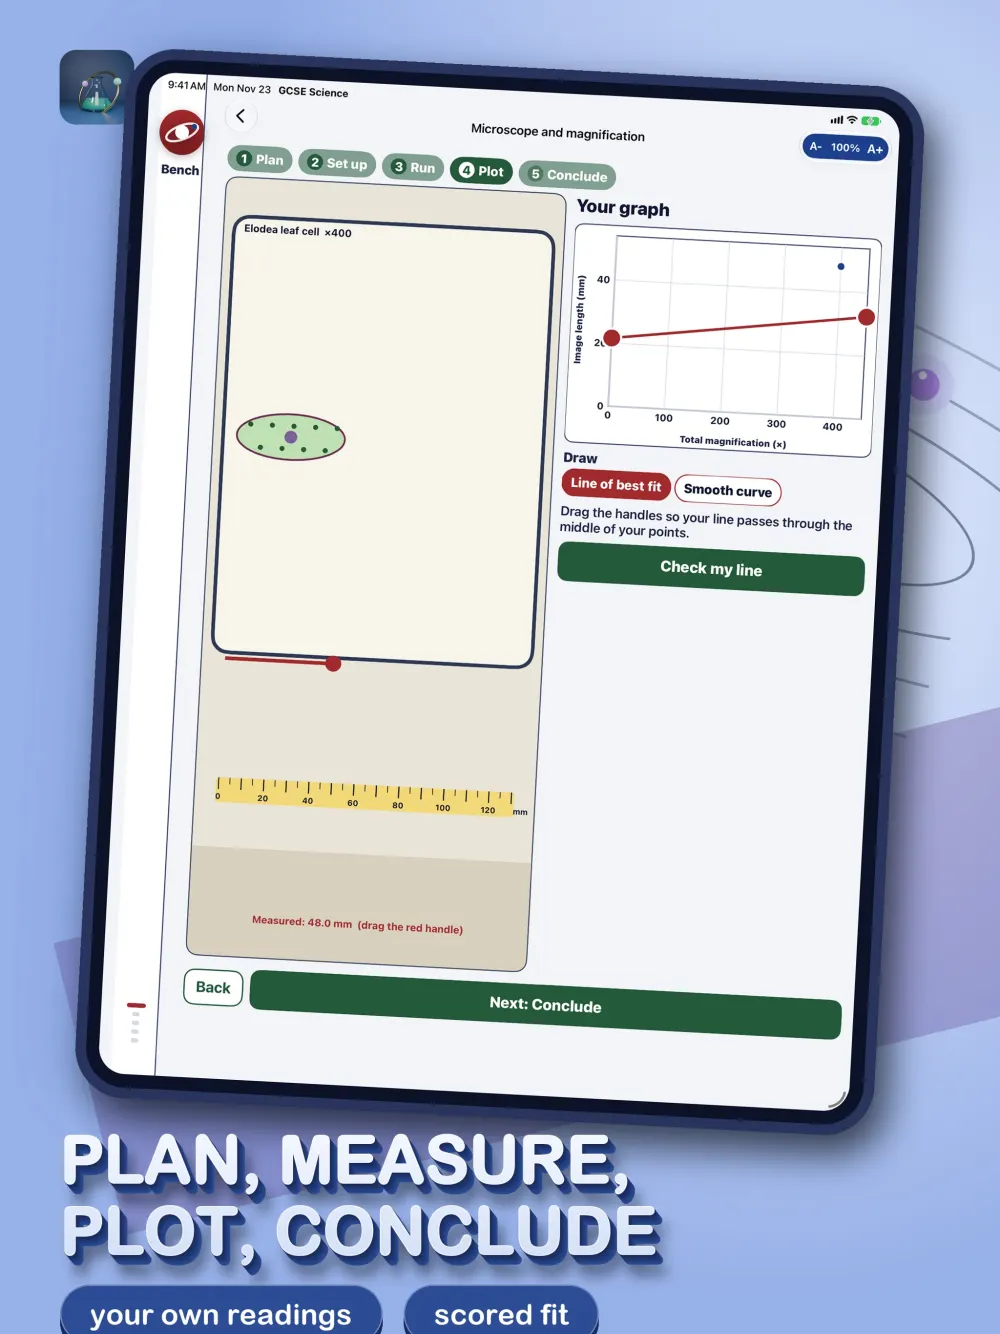 9:41 AM Mon Nov 23 GCSE Science
Microscope and magnification
A- 100% A+
Bench
1 Plan
2 Set up
3 Run
4 Plot
5 Conclude
Elodea leaf cell ×400
0 20 40 60 80 100 120 mm
Measured: 48.0 mm (drag the red handle)
Your graph
Image length (mm)
40
20
0
0 100 200 300 400
Total magnification (×)
Draw
Line of best fit
Smooth curve
Drag the handles so your line passes through the
middle of your points.
Check my line
Back
Next: Conclude
PLAN, MEASURE,
PLOT, CONCLUDE
your own readings
scored fit